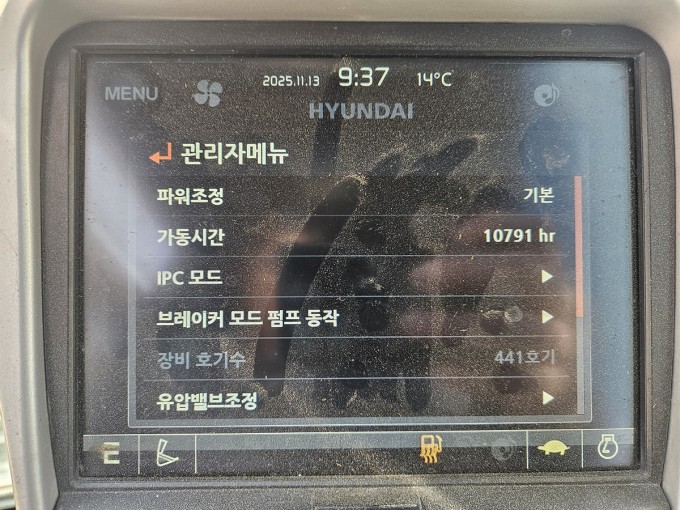 MENU 2025.11.13 9:37 14°C
HYUNDAI
관리자메뉴
파워조정 기본
가동시간 10791 hr
IPC 모드
브레이커 모드 펌프 동작
장비 호기수 441호기
유압밸브조정
E